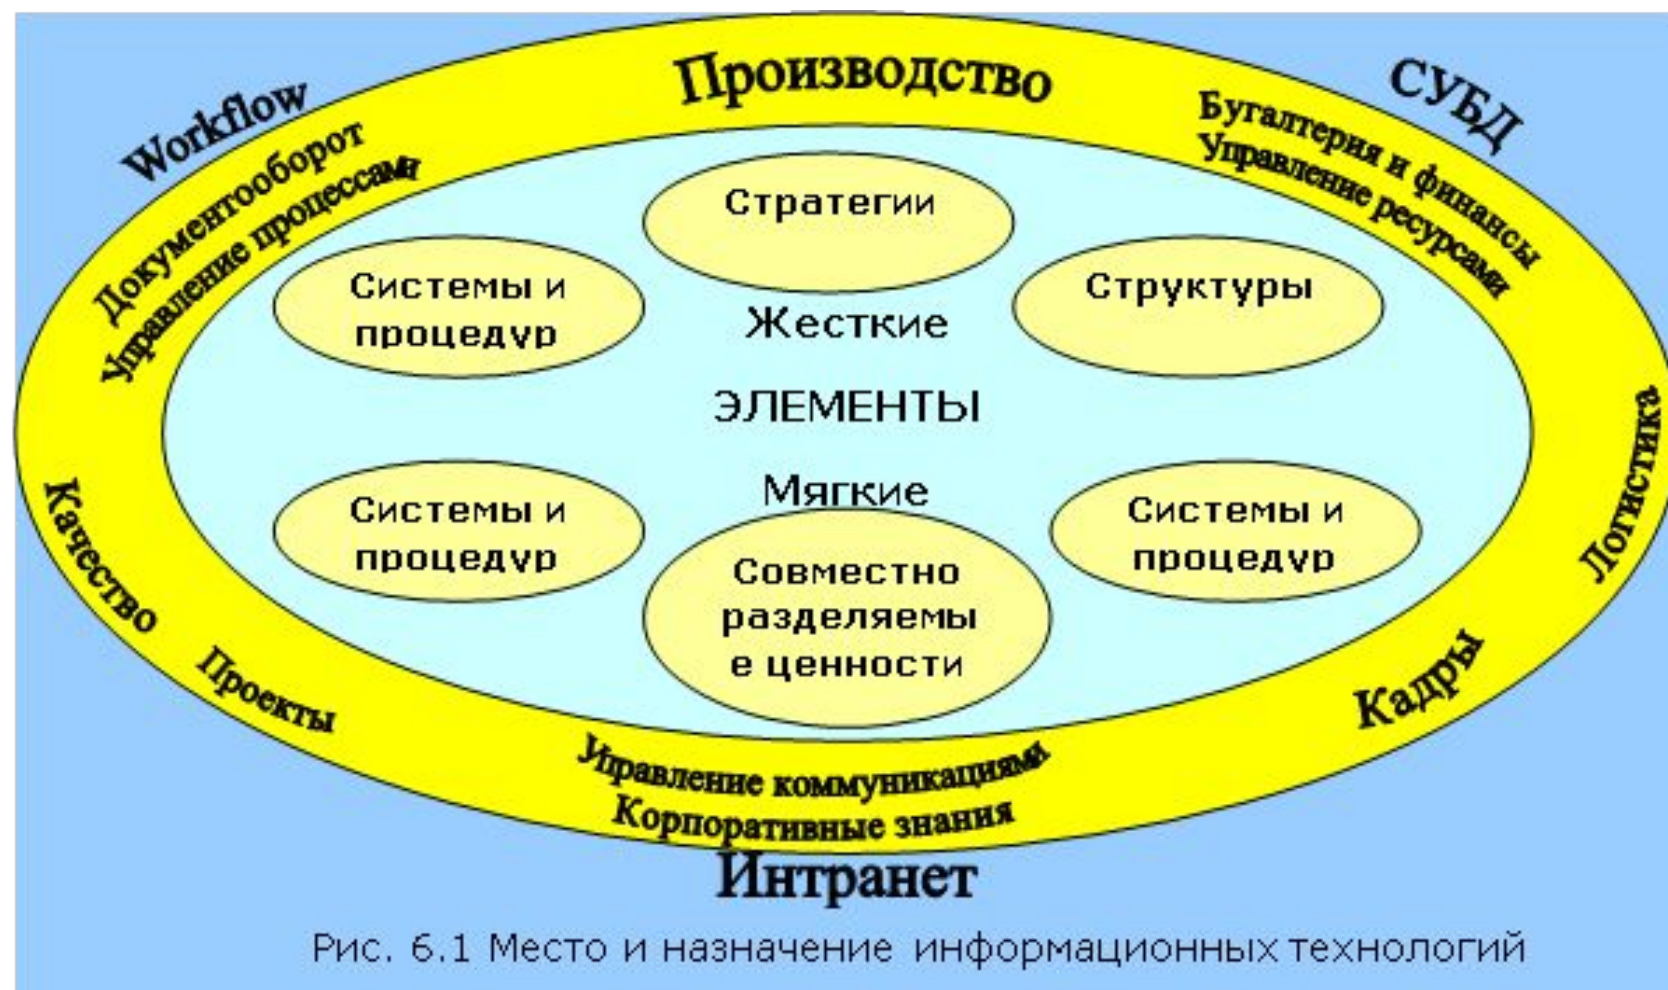 Workflow
Производство
СУБД
Документооборот
Управление процессами
Бугалтерия и финансы
Управление ресурсами
Стратегии
Системы и
процедур
Структуры
Жесткие
ЭЛЕМЕНТЫ
Мягкие
Системы и
процедур
Совместно
разделяемы
е ценности
Системы и
процедур
Логистика
Качество
Проекты
Кадры
Управление коммуникациями
Корпоративные знания
Интранет
Рис. 6.1 Место и назначение информационных технологий